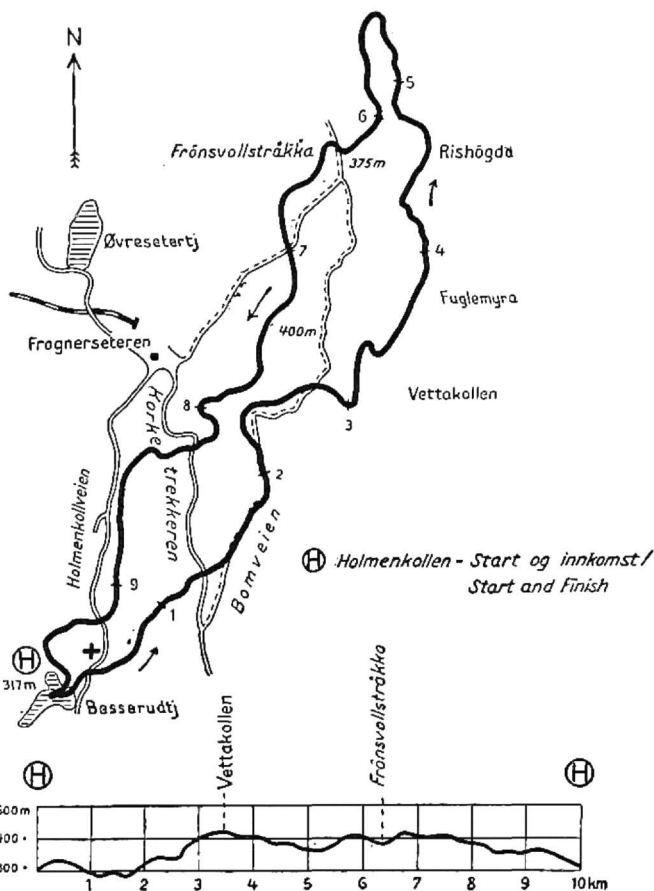 N
5
6
Frönsvollstråkka
Rishögda
375m
Øvresetertj
7
4
Fuglemyra
Frognerseteren
400m
Vettakollen
8
3
Korketrekkeren
2
Holmenkollveien
Bomveien
H Holmenkollen - Start og innkomst/
Start and Finish
9
1
H
317m
Besserudtj
Vettakollen
Frönsvollstråkka
H
H
500m
400
300
1 2 3 4 5 6 7 8 9 10km